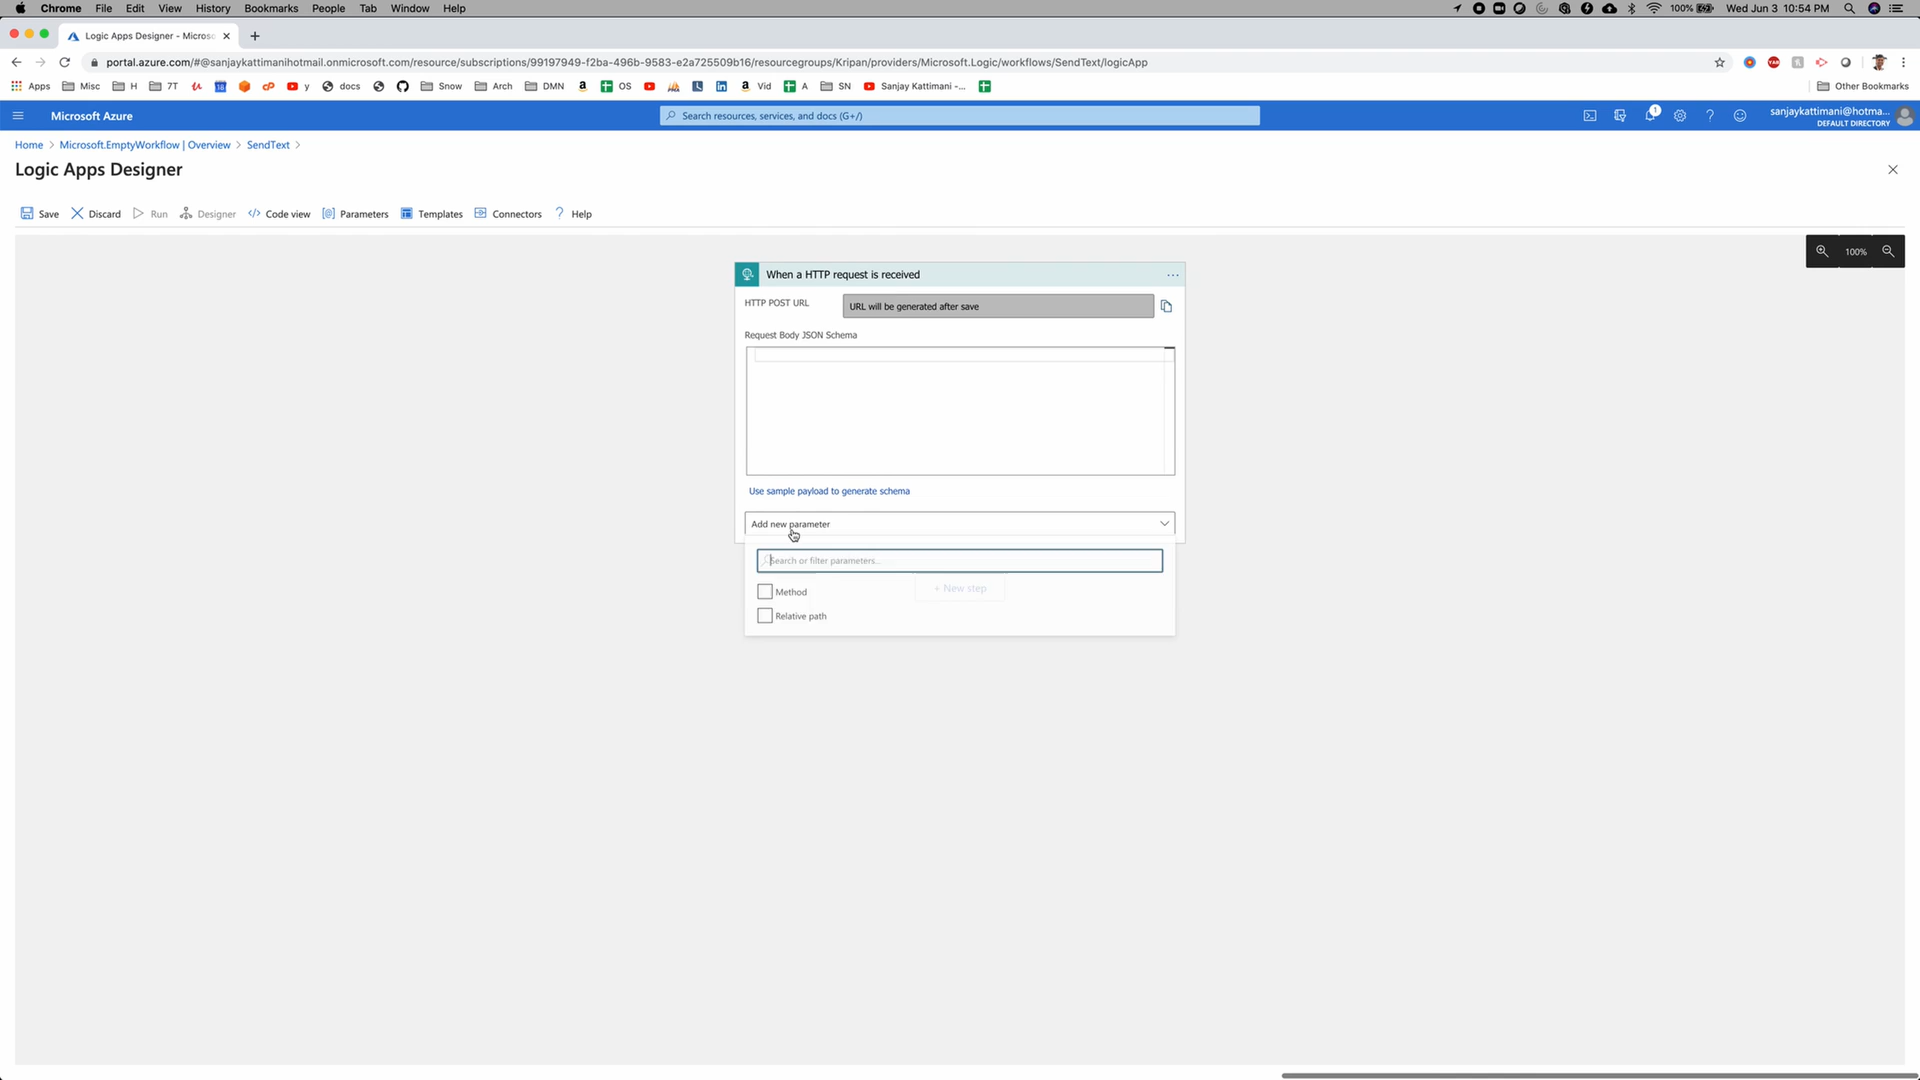 Chrome File Edit View History Bookmarks People Tab Window Help 100% Wed Jun 3 10:54 PM
Logic Apps Designer - Microso
portal.azure.com/#@sanjaykattimanihotmail.onmicrosoft.com/resource/subscriptions/99197949-f2ba-496b-9583-e2a725509b16/resourcegroups/Kripan/providers/Microsoft.Logic/workflows/SendText/logicApp
Apps Misc H 7T y docs Snow Arch DMN OS Vid A SN Sanjay Kattimani -... Other Bookmarks
Microsoft Azure
Search resources, services, and docs (G+/)
1
sanjaykattimani@hotma...
DEFAULT DIRECTORY
Home > Microsoft.EmptyWorkflow | Overview > SendText >
Logic Apps Designer
Save Discard Run Designer Code view Parameters Templates Connectors ? Help
100%
When a HTTP request is received ...
HTTP POST URL
URL will be generated after save
Request Body JSON Schema
Use sample payload to generate schema
Add new parameter
Search or filter parameters...
+ New step
Method
Relative path